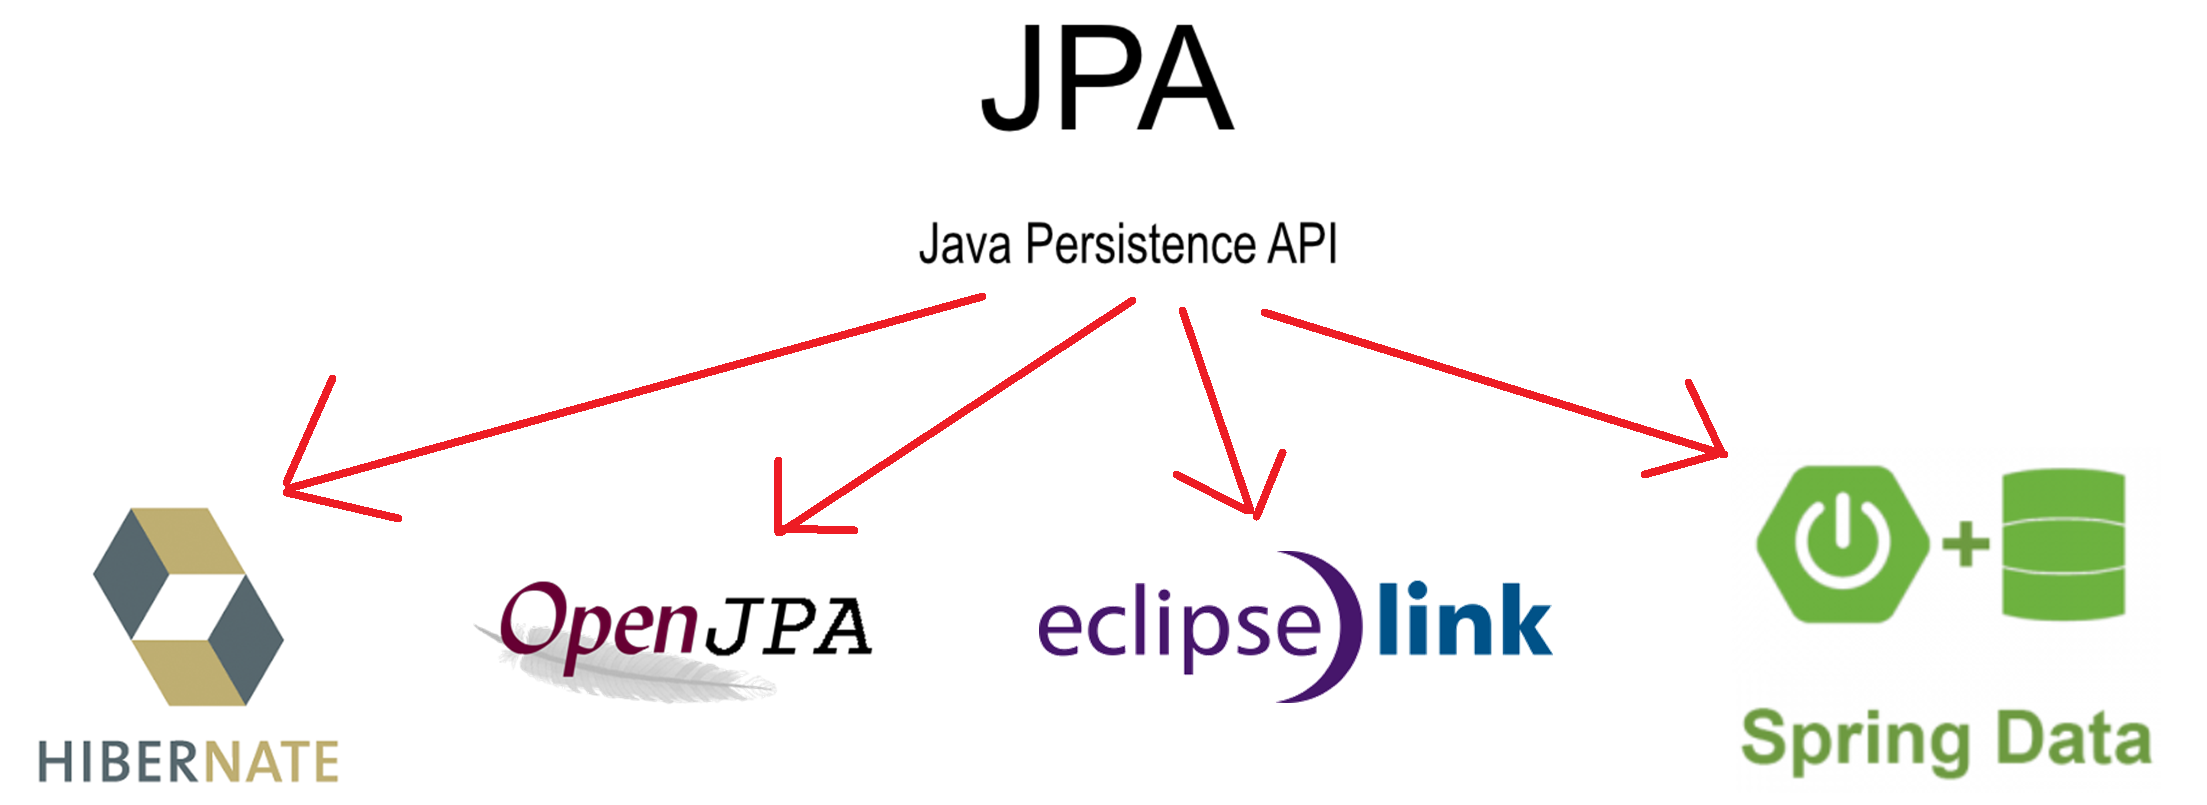 JPA
Java Persistence API
HIBERNATE
OpenJPA
eclipse link
Spring Data